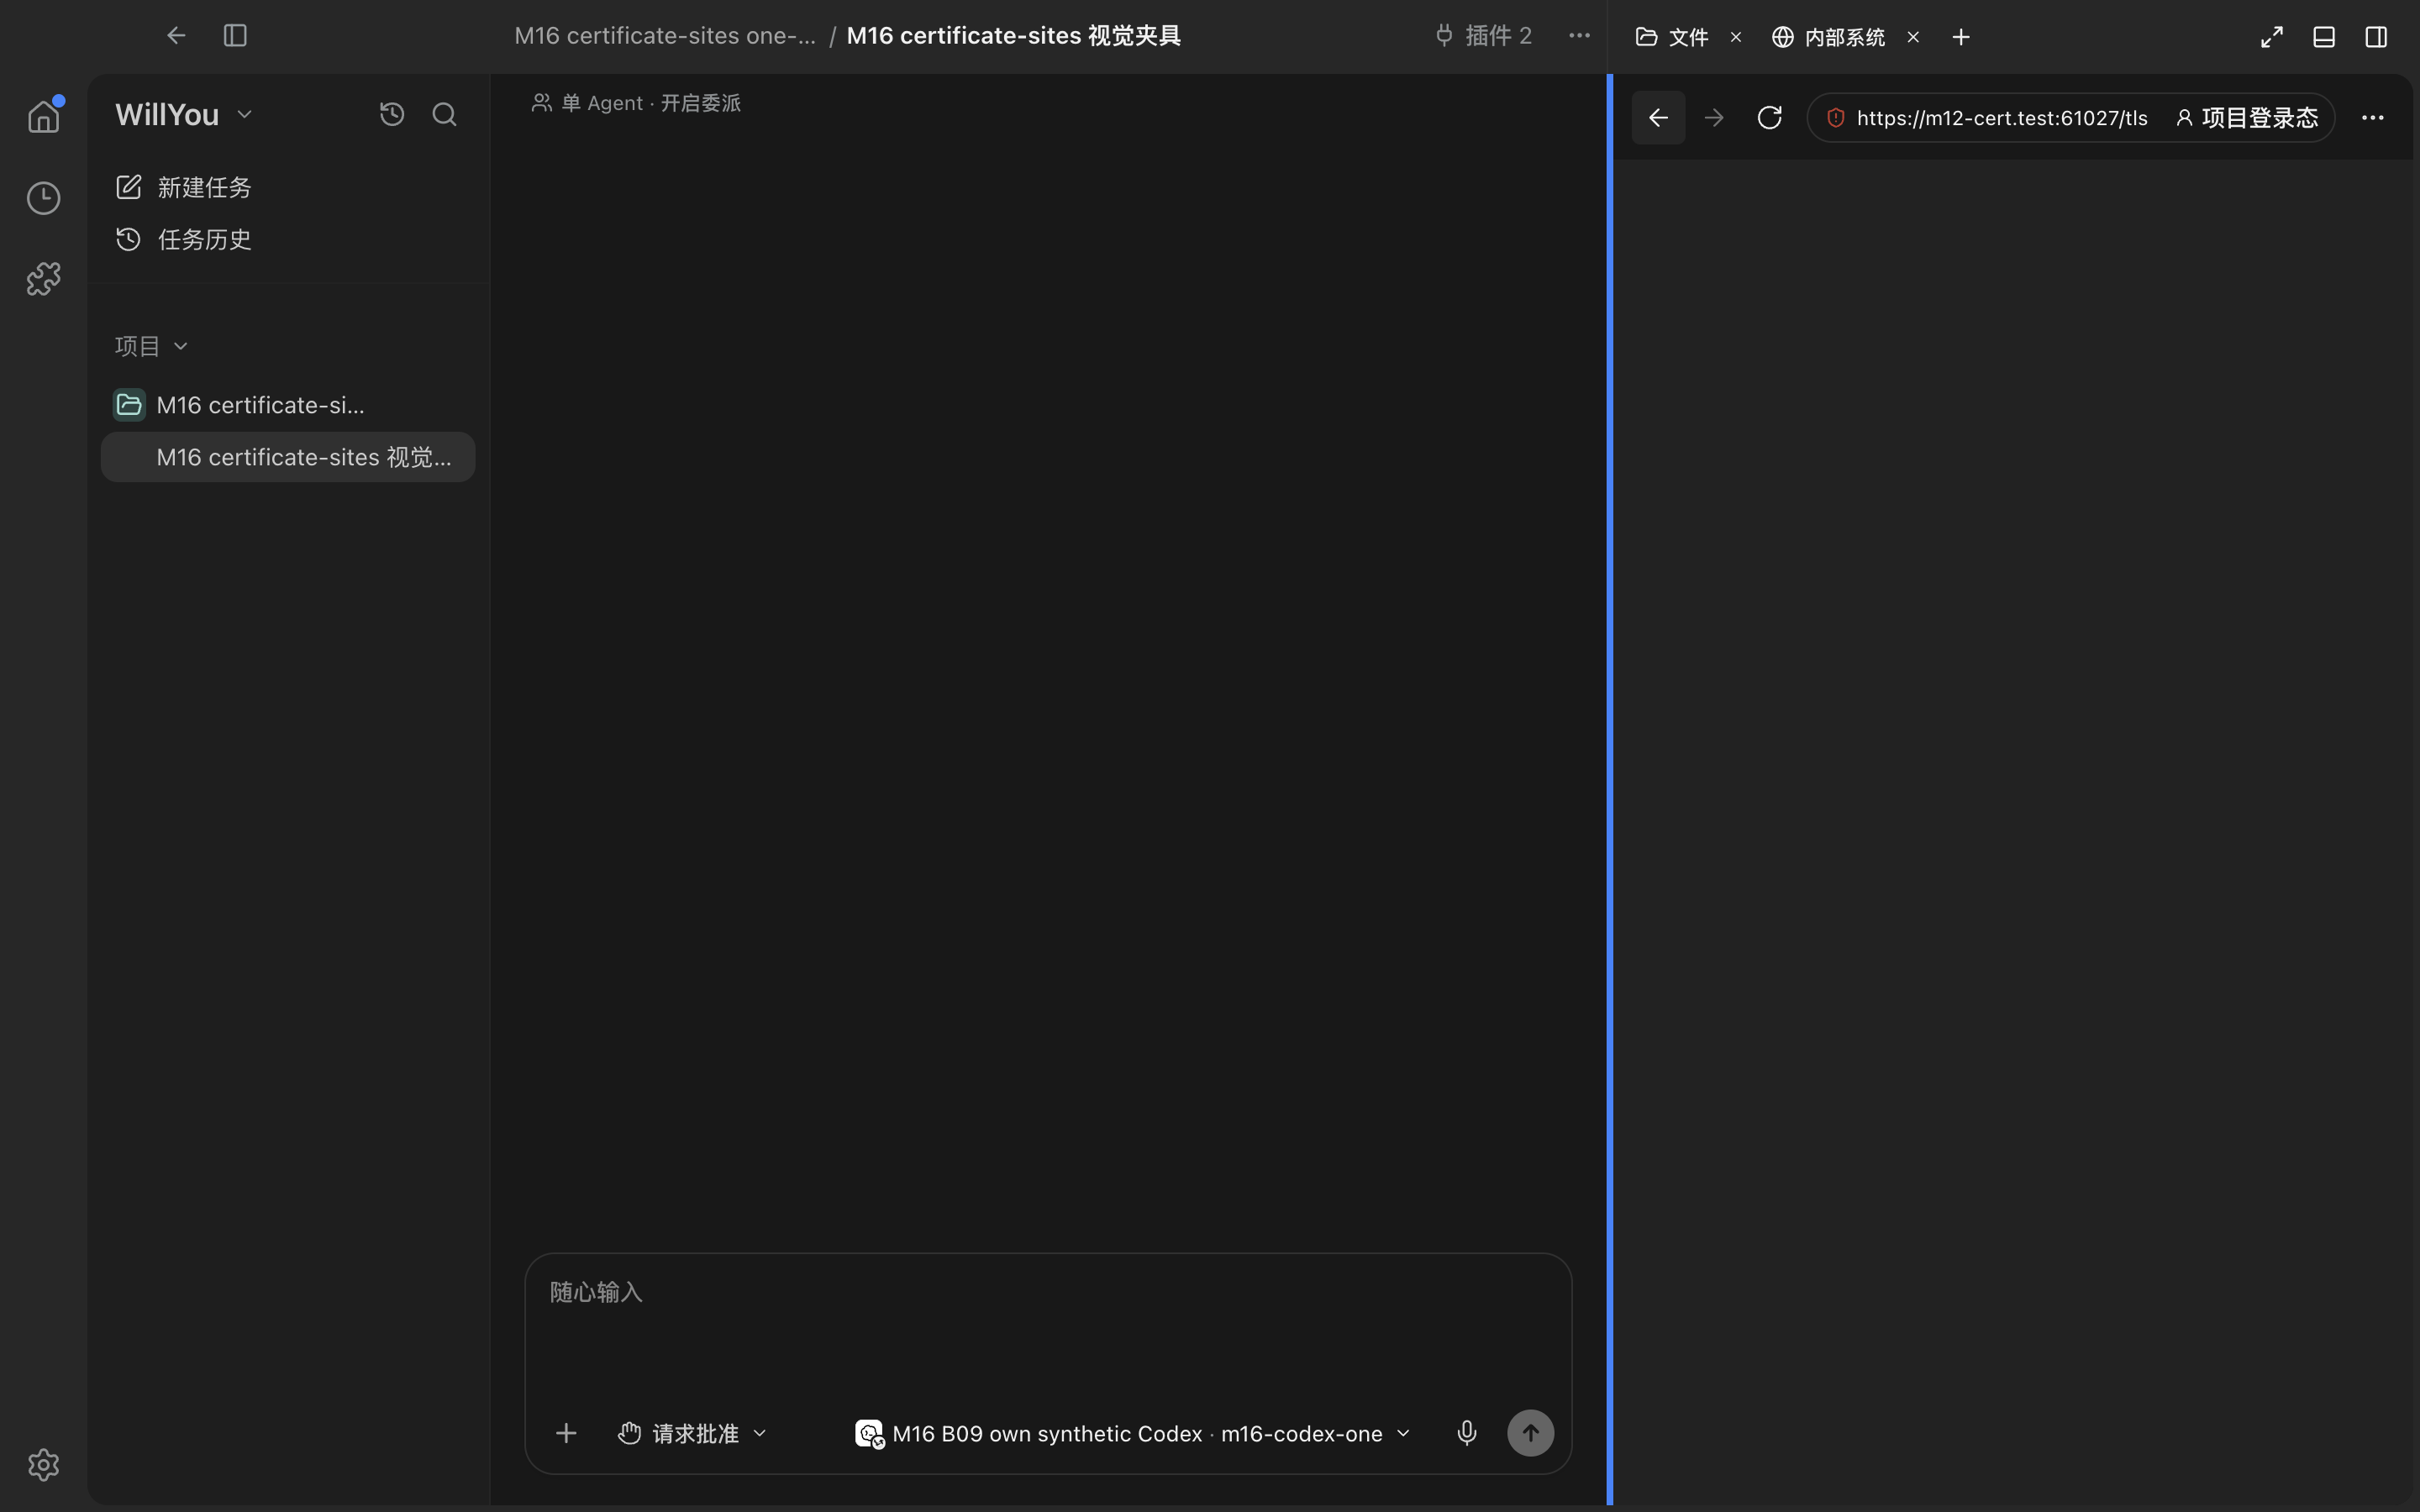 M16 certificate-sites one-... / M16 certificate-sites 视觉夹具
插件 2
文件
内部系统
WillYou
新建任务
任务历史
项目
M16 certificate-si...
M16 certificate-sites 视觉...
单 Agent · 开启委派
https://m12-cert.test:61027/tls
项目登录态
随心输入
请求批准
M16 B09 own synthetic Codex · m16-codex-one